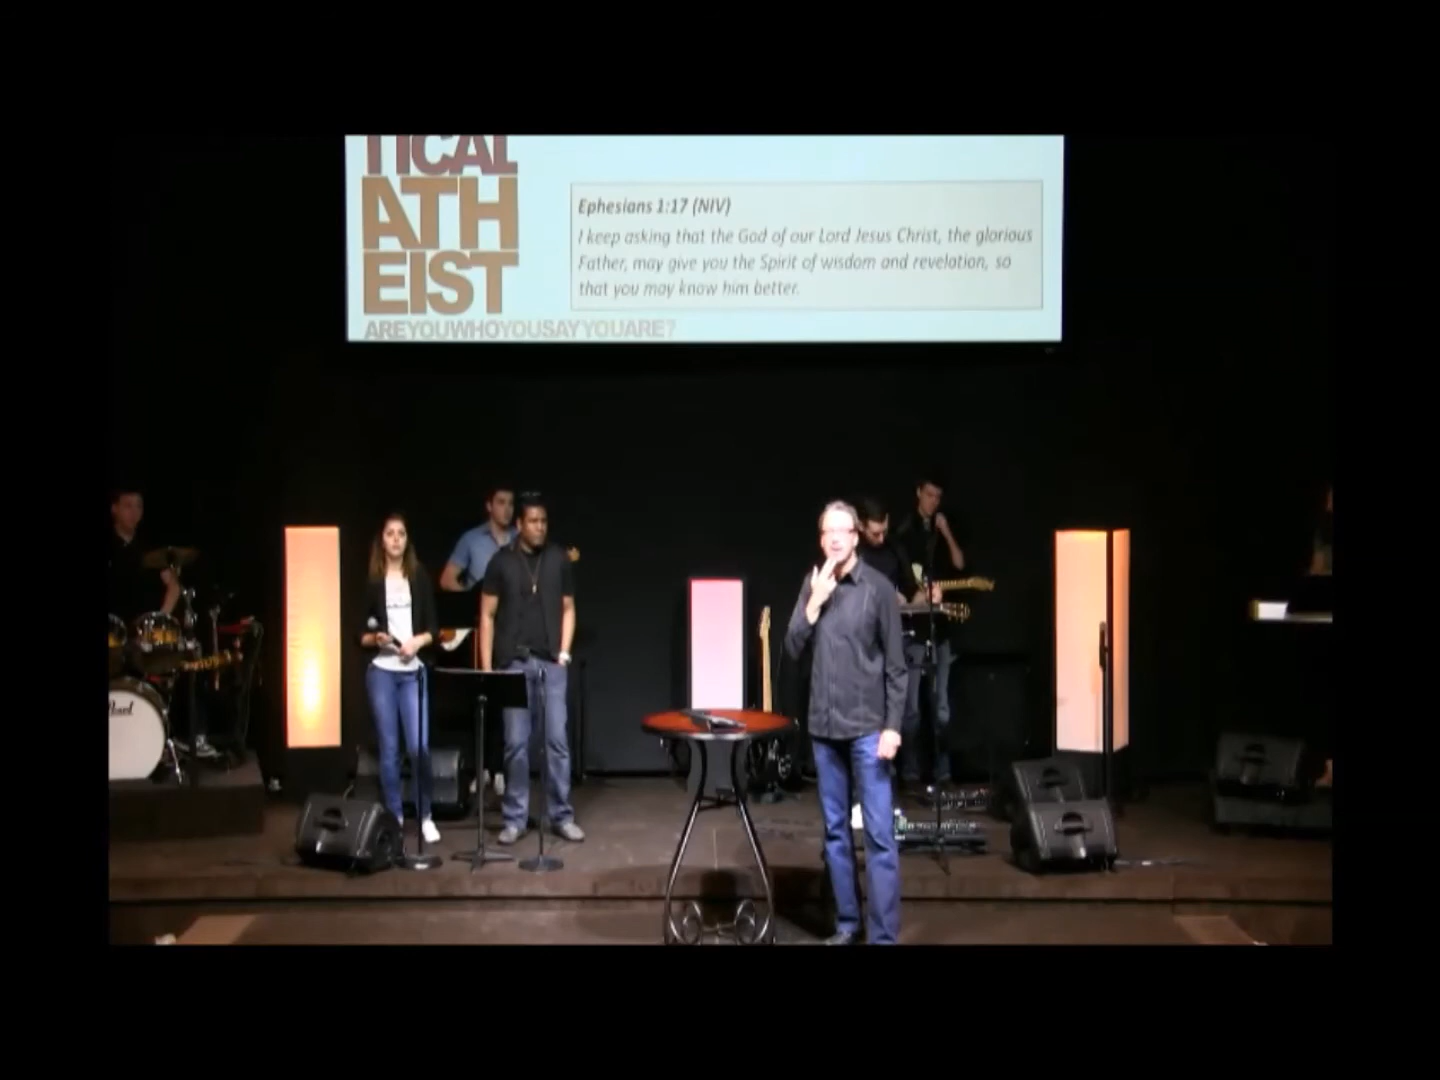 TICAL
ATH
EIST
AREYOUWHOYOUSAYYOUARE?
Ephesians 1:17 (NIV)
I keep asking that the God of our Lord Jesus Christ, the glorious
Father, may give you the Spirit of wisdom and revelation, so
that you may know him better.